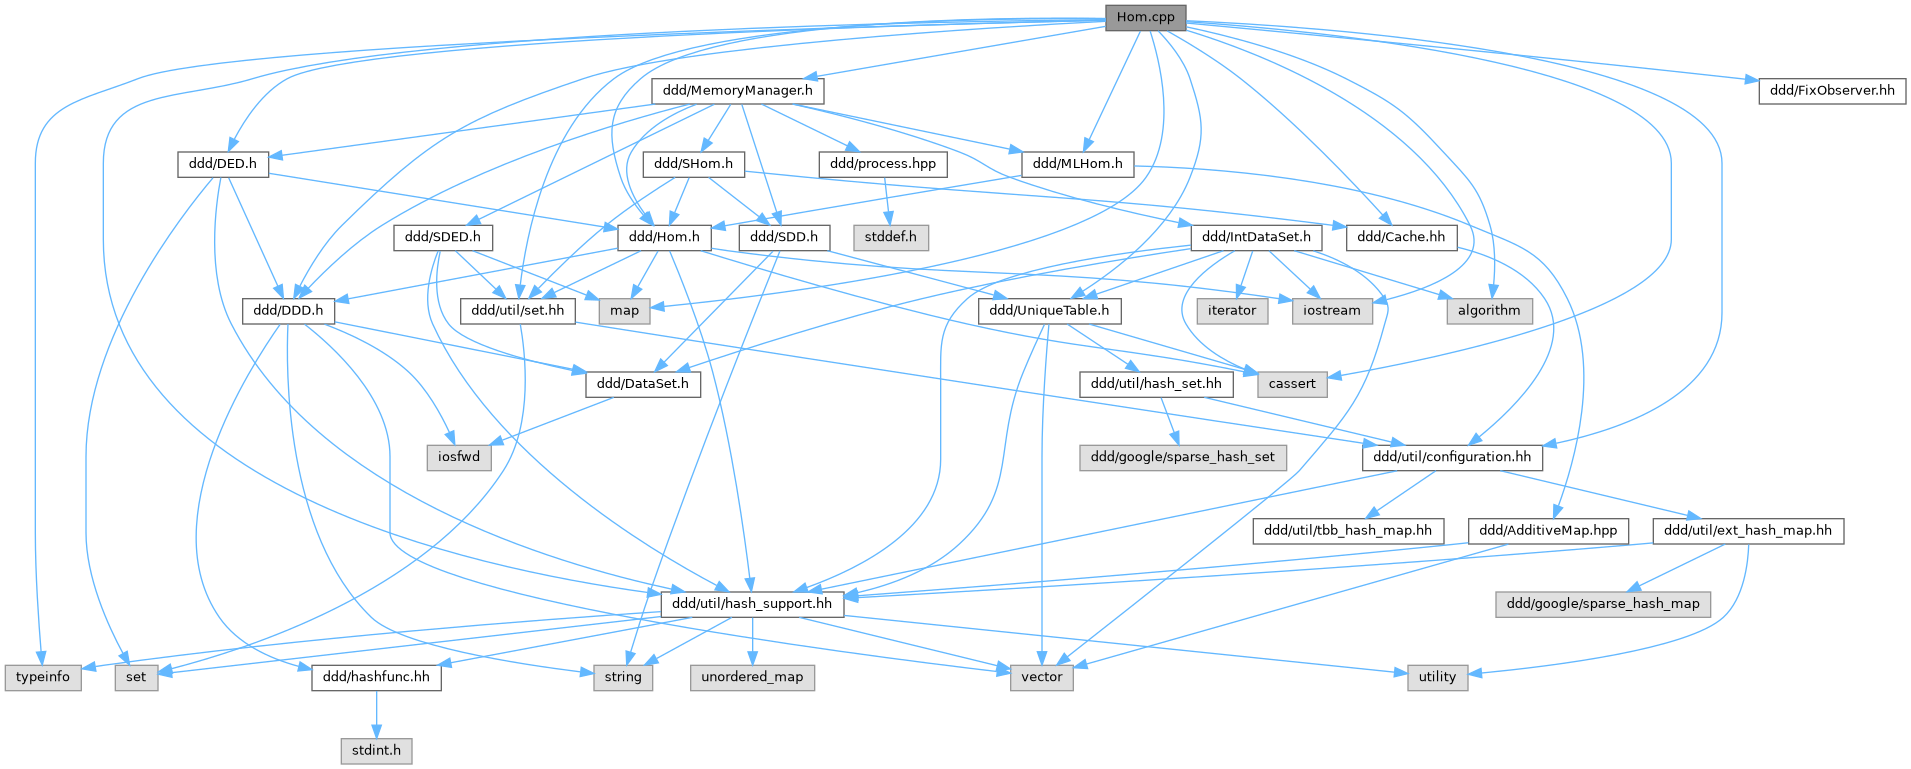 Hom.cpp
ddd/MemoryManager.h
ddd/FixObserver.hh
ddd/DED.h
ddd/SHom.h
ddd/process.hpp
ddd/MLHom.h
ddd/SDED.h
ddd/Hom.h
ddd/SDD.h
stddef.h
ddd/IntDataSet.h
ddd/Cache.hh
ddd/DDD.h
ddd/util/set.hh
map
ddd/UniqueTable.h
iterator
iostream
algorithm
ddd/DataSet.h
ddd/util/hash_set.hh
cassert
iosfwd
ddd/google/sparse_hash_set
ddd/util/configuration.hh
ddd/util/tbb_hash_map.hh
ddd/AdditiveMap.hpp
ddd/util/ext_hash_map.hh
ddd/util/hash_support.hh
ddd/google/sparse_hash_map
typeinfo
set
ddd/hashfunc.hh
string
unordered_map
vector
utility
stdint.h